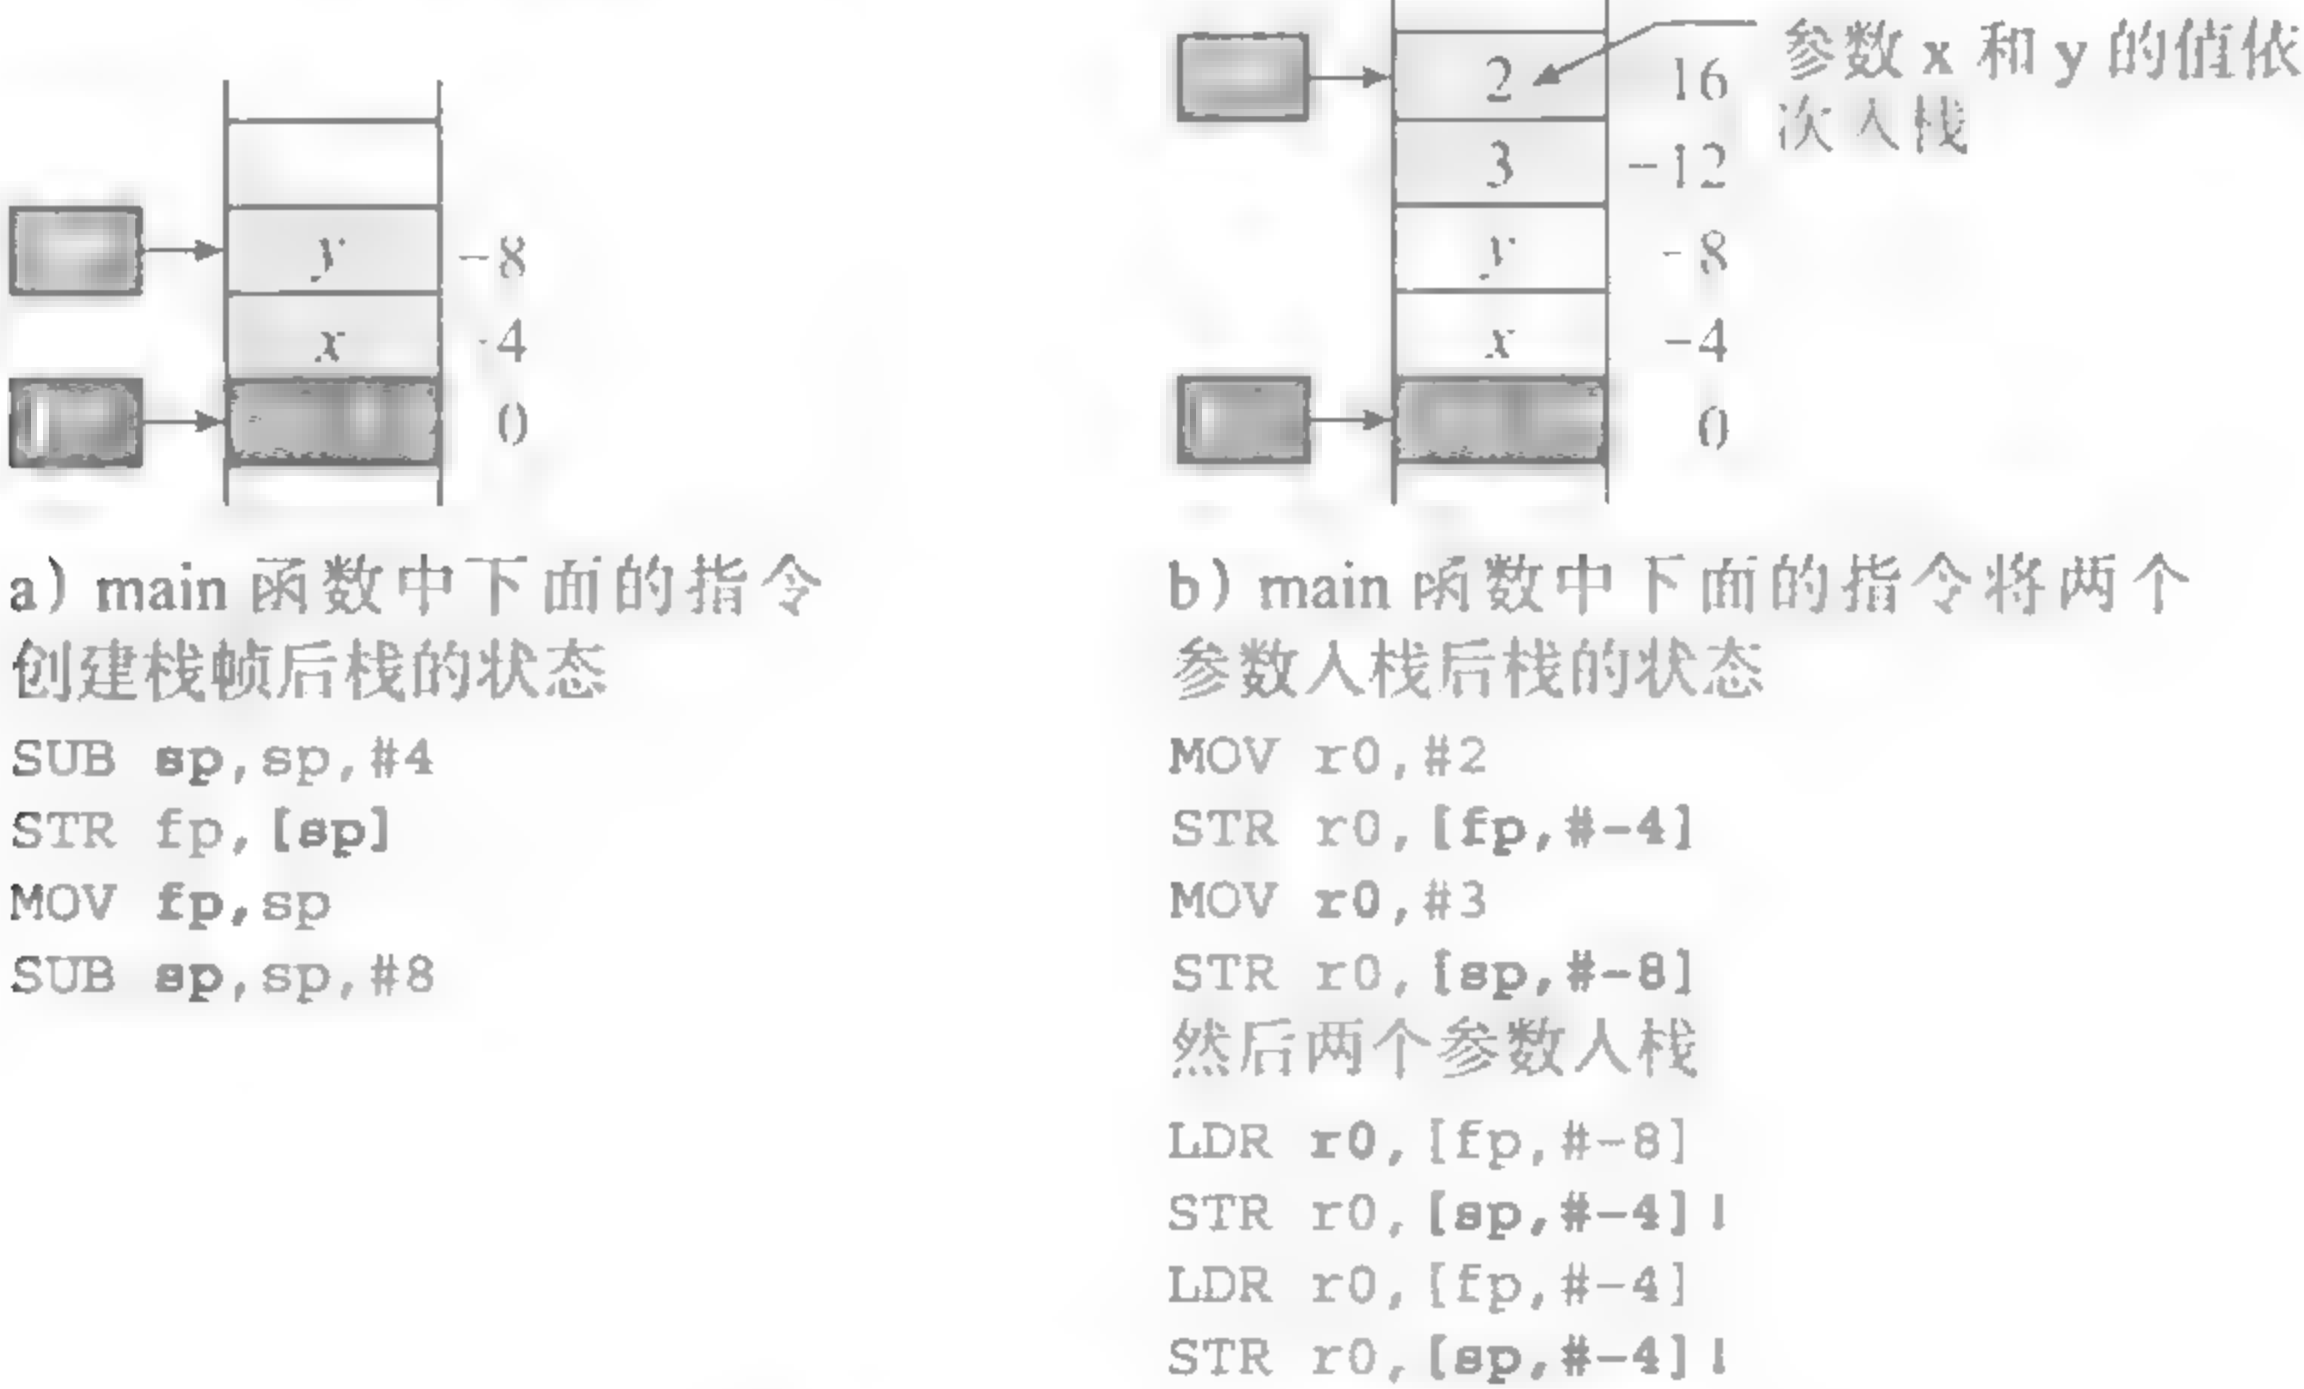 y -8
x -4
0
2 16
3 -12
y -8
x -4
0
参数 x 和 y 的值依
次入栈
a) main 函数中下面的指令
创建栈帧后栈的状态
SUB sp,sp,#4
STR fp,[sp]
MOV fp,sp
SUB sp,sp,#8
b) main 函数中下面的指令将两个
参数入栈后栈的状态
MOV r0,#2
STR r0,[fp,#-4]
MOV r0,#3
STR r0,[sp,#-8]
然后两个参数入栈
LDR r0,[fp,#-8]
STR r0,[sp,#-4]!
LDR r0,[fp,#-4]
STR r0,[sp,#-4]!